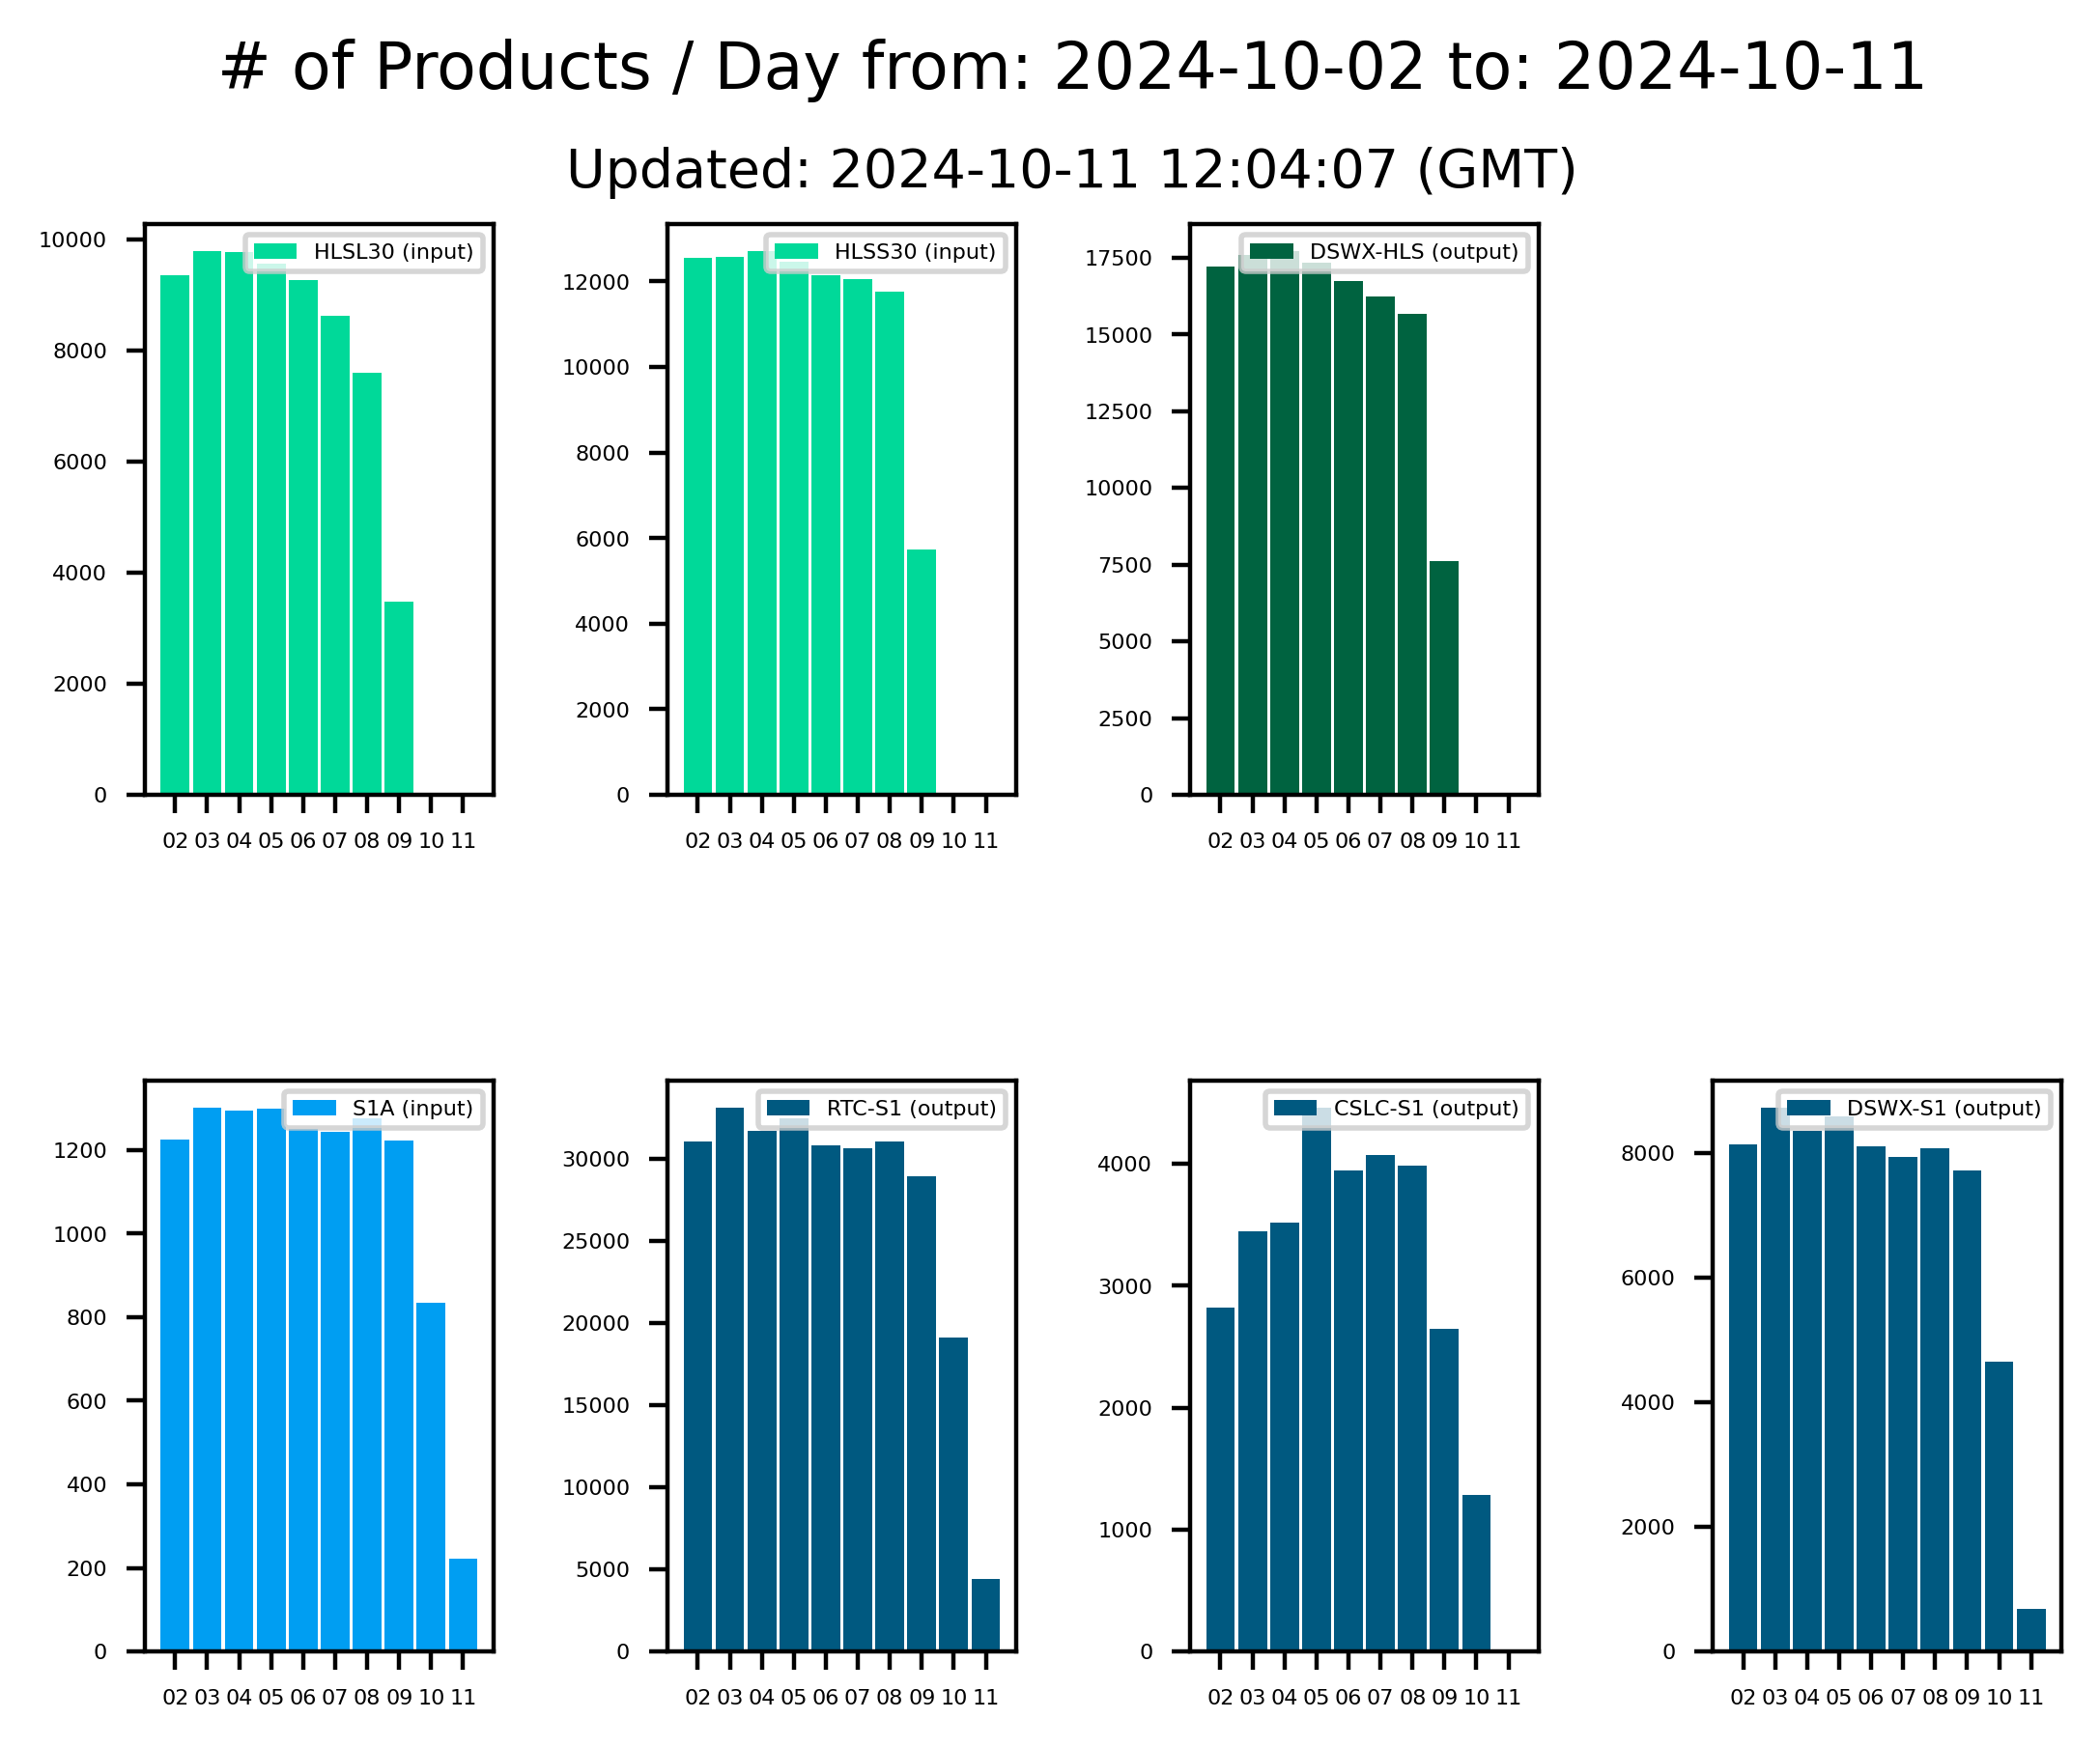 # of Products / Day from: 2024-10-02 to: 2024-10-11
Updated: 2024-10-11 12:04:07 (GMT)
HLSL30 (input)
10000
8000
6000
4000
2000
0
02 03 04 05 06 07 08 09 10 11
HLSS30 (input)
12000
10000
8000
6000
4000
2000
0
02 03 04 05 06 07 08 09 10 11
DSWX-HLS (output)
17500
15000
12500
10000
7500
5000
2500
0
02 03 04 05 06 07 08 09 10 11
S1A (input)
1200
1000
800
600
400
200
0
02 03 04 05 06 07 08 09 10 11
RTC-S1 (output)
30000
25000
20000
15000
10000
5000
0
02 03 04 05 06 07 08 09 10 11
CSLC-S1 (output)
4000
3000
2000
1000
0
02 03 04 05 06 07 08 09 10 11
DSWX-S1 (output)
8000
6000
4000
2000
0
02 03 04 05 06 07 08 09 10 11